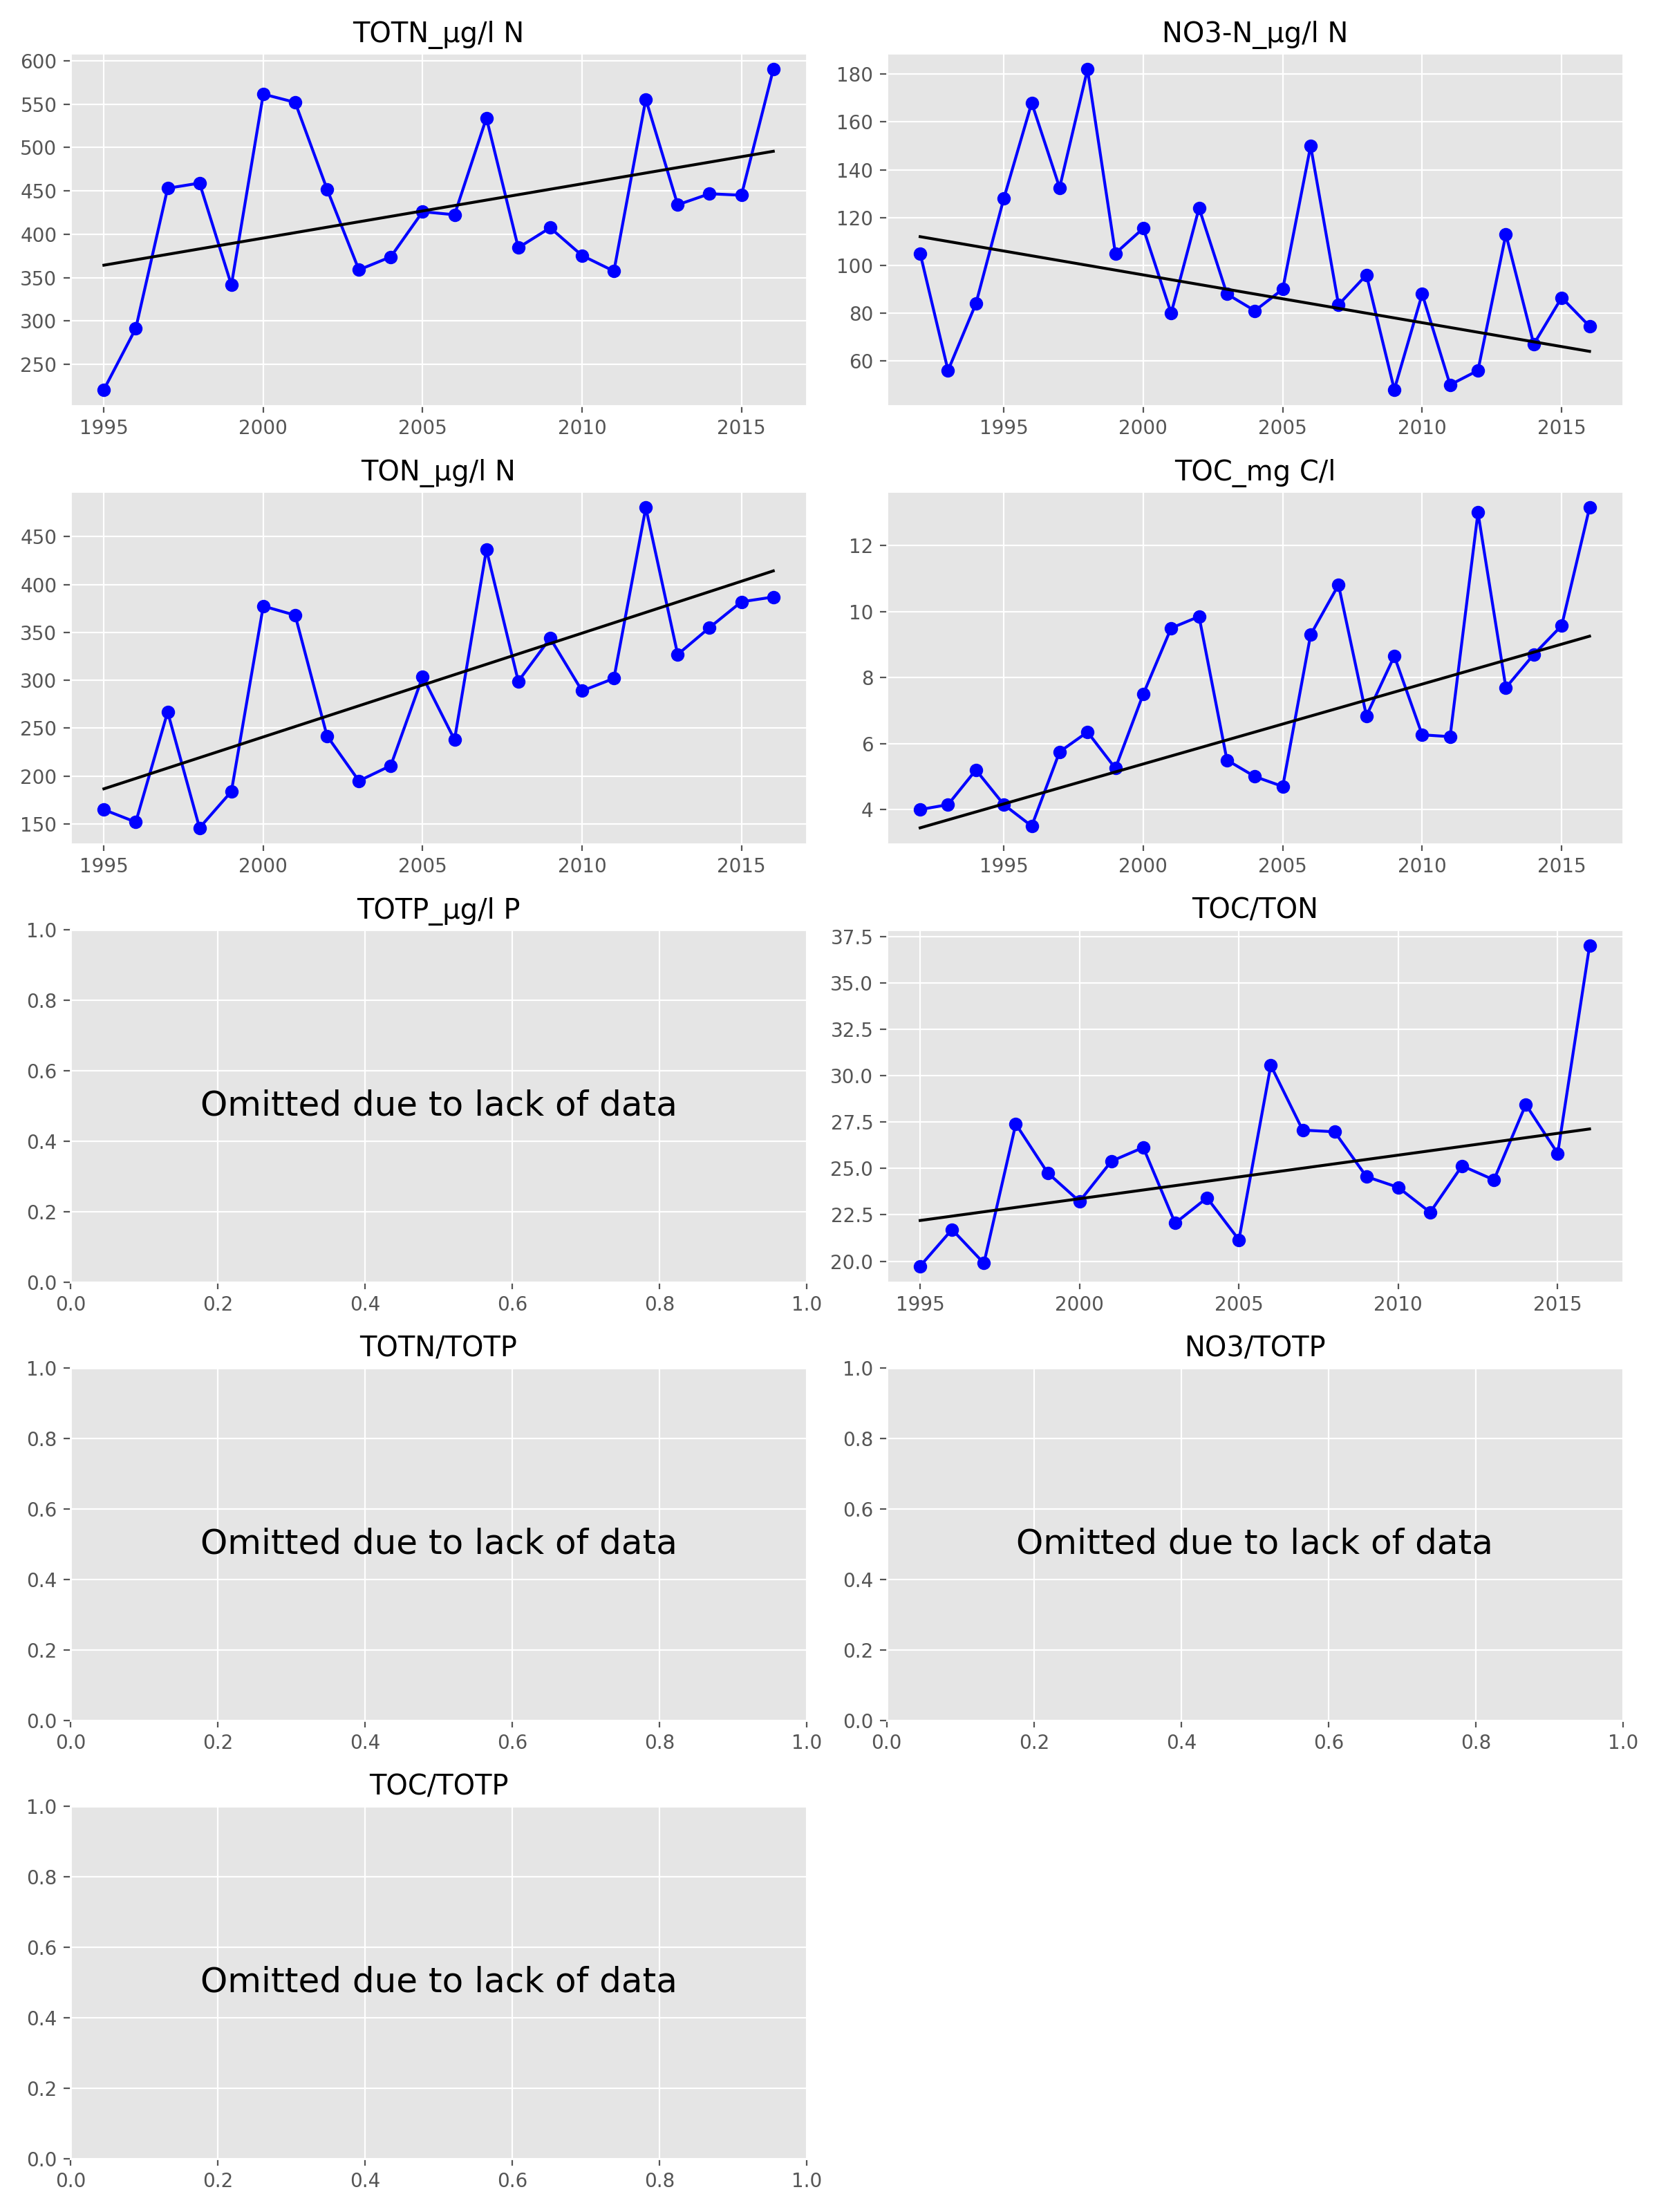 TOTN_µg/l N
600
550
500
450
400
350
300
250
1995 2000 2005 2010 2015
NO3-N_µg/l N
180
160
140
120
100
80
60
1995 2000 2005 2010 2015
TON_µg/l N
450
400
350
300
250
200
150
1995 2000 2005 2010 2015
TOC_mg C/l
12
10
8
6
4
1995 2000 2005 2010 2015
TOTP_µg/l P
1.0
0.8
0.6
Omitted due to lack of data
0.4
0.2
0.0
0.0 0.2 0.4 0.6 0.8 1.0
TOC/TON
37.5
35.0
32.5
30.0
27.5
25.0
22.5
20.0
1995 2000 2005 2010 2015
TOTN/TOTP
1.0
0.8
0.6
Omitted due to lack of data
0.4
0.2
0.0
0.0 0.2 0.4 0.6 0.8 1.0
NO3/TOTP
1.0
0.8
0.6
Omitted due to lack of data
0.4
0.2
0.0
0.0 0.2 0.4 0.6 0.8 1.0
TOC/TOTP
1.0
0.8
0.6
Omitted due to lack of data
0.4
0.2
0.0
0.0 0.2 0.4 0.6 0.8 1.0